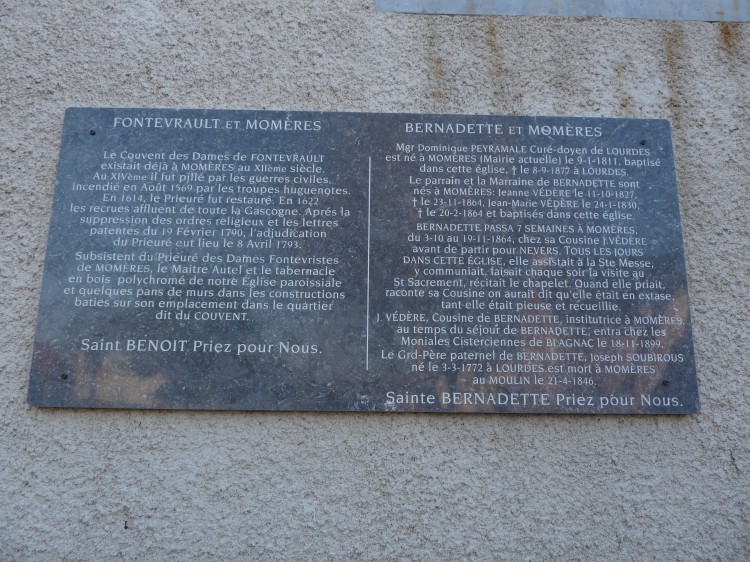 FONTEVRAULT ET MOMÈRES
Le Couvent des Dames de FONTEVRAULT
existait déjà à MOMÈRES au XIIème siècle.
Au XIVème il fut pillé par les guerres civiles,
incendié en Août 1569 par les troupes huguenotes.
En 1614, le Prieuré fut restauré. En 1622
les recrues affluent de toute la Gascogne. Après la
suppression des ordres religieux et les lettres
patentes du 19 Février 1790, l'adjudication
du Prieuré eut lieu le 8 Avril 1793.
Subsistent du Prieuré des Dames Fontevristes
de MOMÈRES, le Maitre Autel et le tabernacle
en bois polychromé de notre Église paroissiale
et quelques pans de murs dans les constructions
baties sur son emplacement dans le quartier
dit du COUVENT.
Saint BENOIT Priez pour Nous.
BERNADETTE ET MOMÈRES
Mgr Dominique PEYRAMALE Curé-doyen de LOURDES
est né à MOMÈRES (Mairie actuelle) le 9-1-1811, baptisé
dans cette église, † le 8-9-1877 à LOURDES.
Le parrain et la Marraine de BERNADETTE sont
nés à MOMÈRES: Jeanne VÉDÈRE le 11-10-1827,
† le 23-11-1864, Jean-Marie VÉDÈRE le 24-1-1830,
† le 20-2-1864 et baptisés dans cette église.
BERNADETTE PASSA 7 SEMAINES À MOMÈRES,
du 3-10 au 19-11-1864, chez sa Cousine J.VÉDÈRE
avant de partir pour NEVERS. TOUS LES JOURS
DANS CETTE ÉGLISE, elle assistait à la Ste Messe,
y communiait, faisait chaque soir la visite au
St Sacrement, récitait le chapelet. Quand elle priait,
raconte sa Cousine on aurait dit qu'elle était en extase,
tant elle était pieuse et recueillie.
J. VÉDÈRE, Cousine de BERNADETTE, institutrice à MOMÈRES,
au temps du séjour de BERNADETTE, entra chez les
Moniales Cisterciennes de BLAGNAC le 18-11-1899.
Le Grd-Père paternel de BERNADETTE, Joseph SOUBIROUS
né le 3-3-1772 à LOURDES est mort à MOMÈRES
au MOULIN le 21-4-1846.
Sainte BERNADETTE Priez pour Nous.